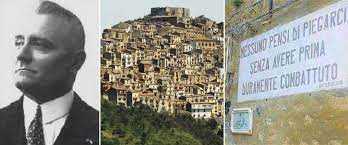 NESSUNO PENSI DI PIEGARCI
SENZA AVERE PRIMA
DURAMENTE COMBATTUTO